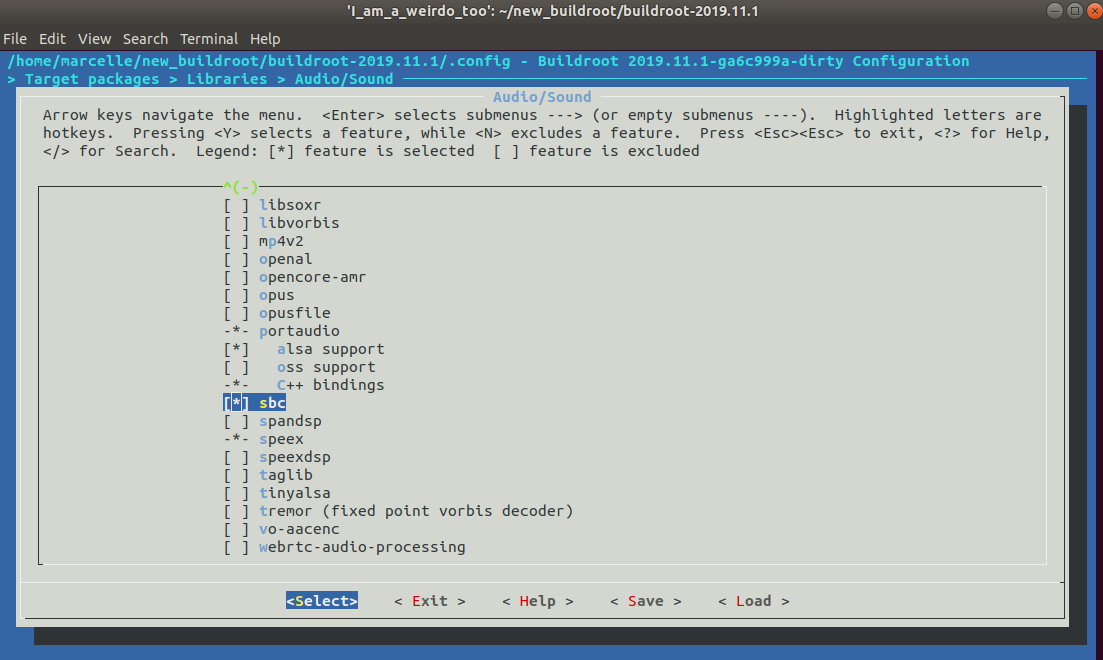 'I_am_a_weirdo_too': ~/new_buildroot/buildroot-2019.11.1
File Edit View Search Terminal Help
/home/marcelle/new_buildroot/buildroot-2019.11.1/.config - Buildroot 2019.11.1-ga6c999a-dirty Configuration
> Target packages > Libraries > Audio/Sound
Audio/Sound
Arrow keys navigate the menu.  <Enter> selects submenus ---> (or empty submenus ----).  Highlighted letters are
hotkeys.  Pressing <Y> selects a feature, while <N> excludes a feature.  Press <Esc><Esc> to exit, <?> for Help,
</> for Search.  Legend: [*] feature is selected  [ ] feature is excluded
^(-)
[ ] libsoxr
[ ] libvorbis
[ ] mp4v2
[ ] openal
[ ] opencore-amr
[ ] opus
[ ] opusfile
-*- portaudio
[*]   alsa support
[ ]   oss support
-*-   C++ bindings
[*] sbc
[ ] spandsp
-*- speex
[ ] speexdsp
[ ] taglib
[ ] tinyalsa
[ ] tremor (fixed point vorbis decoder)
[ ] vo-aacenc
[ ] webrtc-audio-processing
<Select>    < Exit >    < Help >    < Save >    < Load >